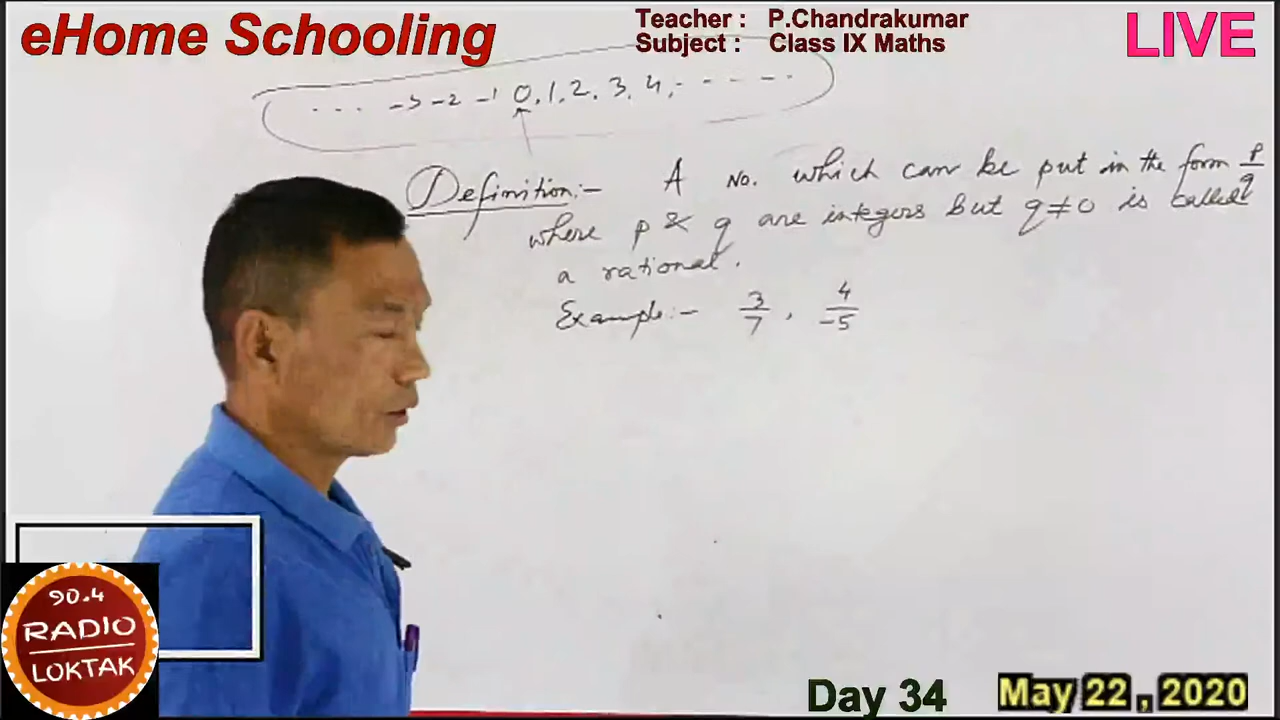 eHome Schooling
Teacher : P.Chandrakumar
Subject : Class IX Maths
LIVE
... -3 -2 -1 0, 1, 2, 3, 4, - - - - -
Definition:- A No. which can be put in the form p/q
where p & q are integers but q≠0 is called
a rational.
Example:- 3/7, 4/-5
90.4
RADIO
LOKTAK
Day 34
May 22 , 2020